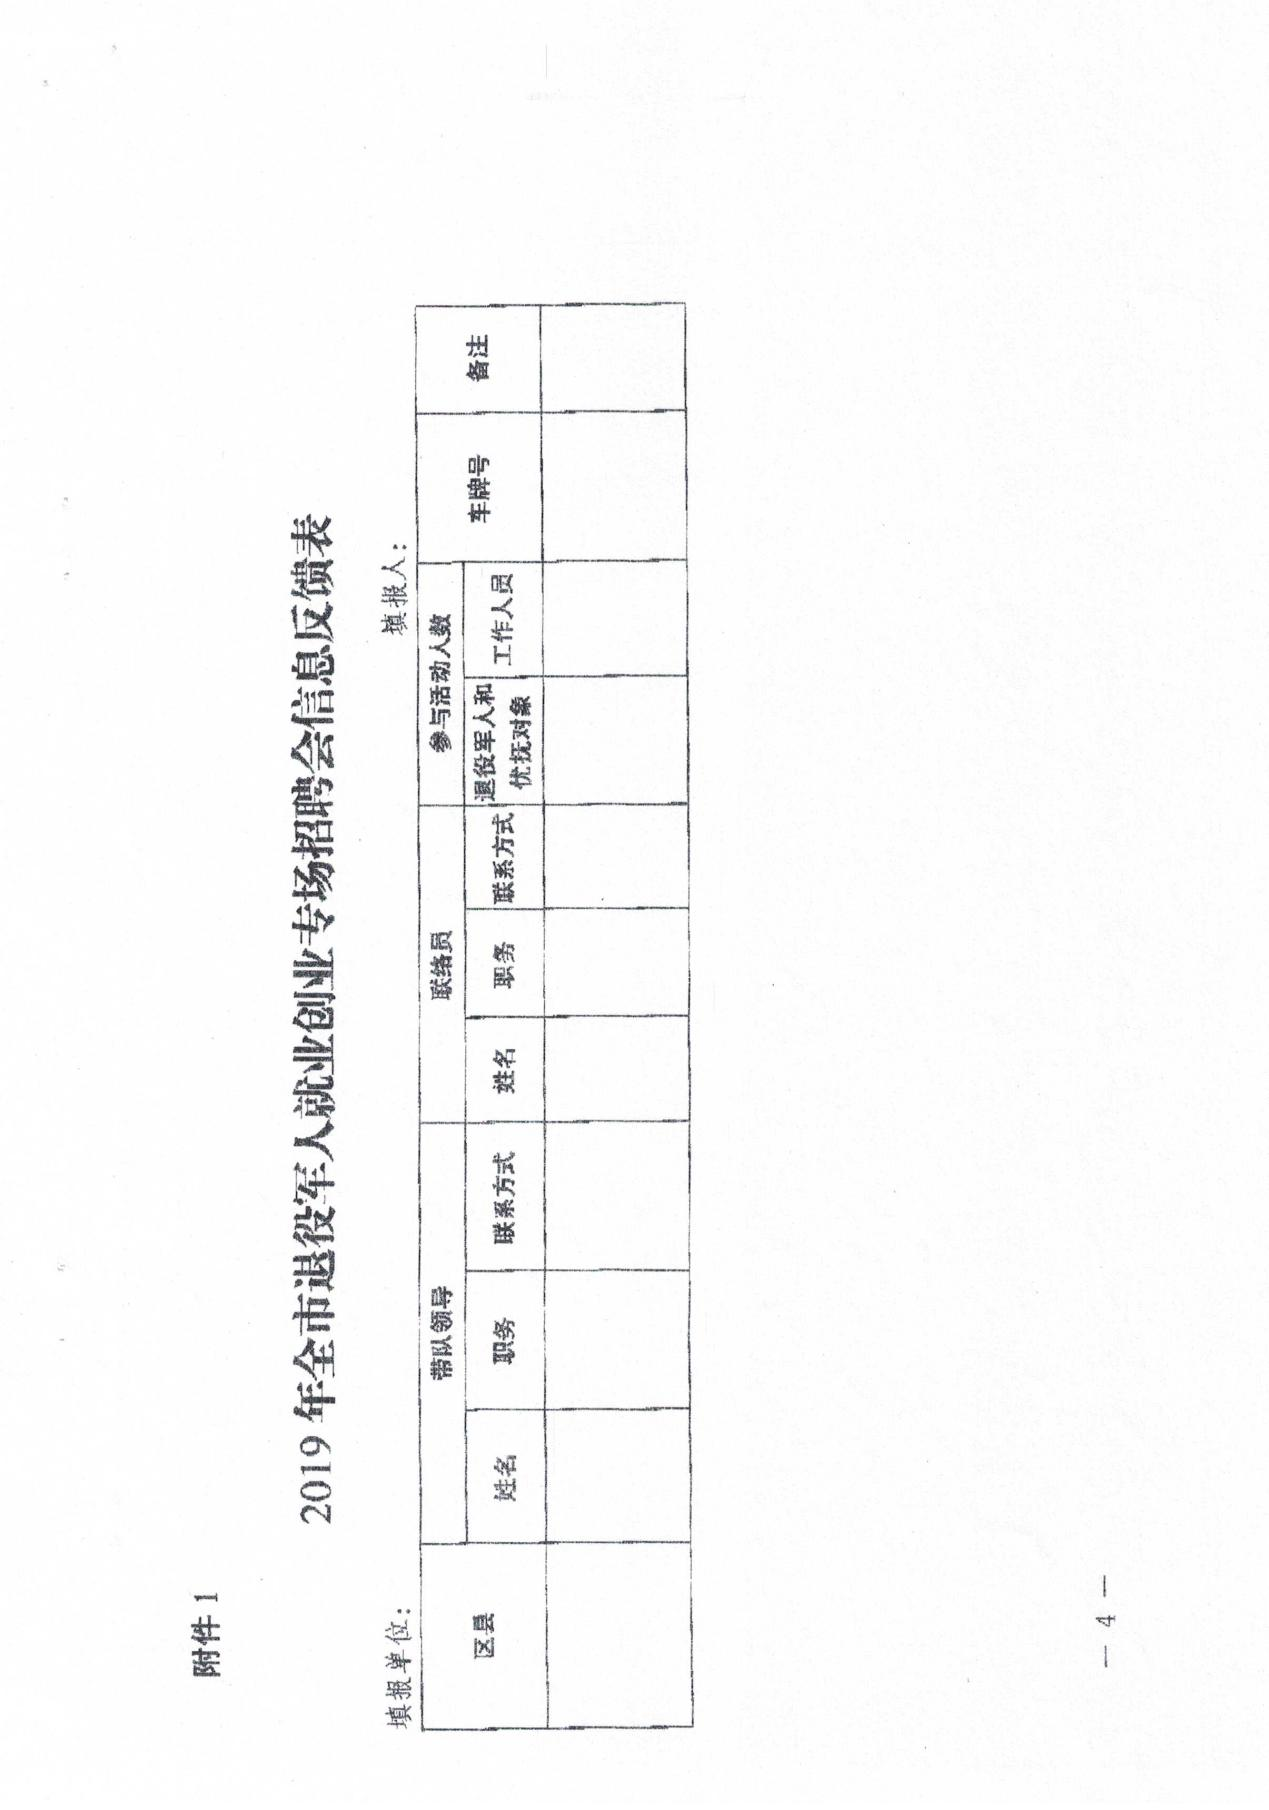 附件 1
2019 年全市退役军人就业创业专场招聘会信息反馈表
填报单位： 填报人：
区县 带队领导 联络员 参与活动人数 车牌号 备注
姓名 职务 联系方式 姓名 职务 联系方式 退役军人和 工作人员
优抚对象
— 4 —